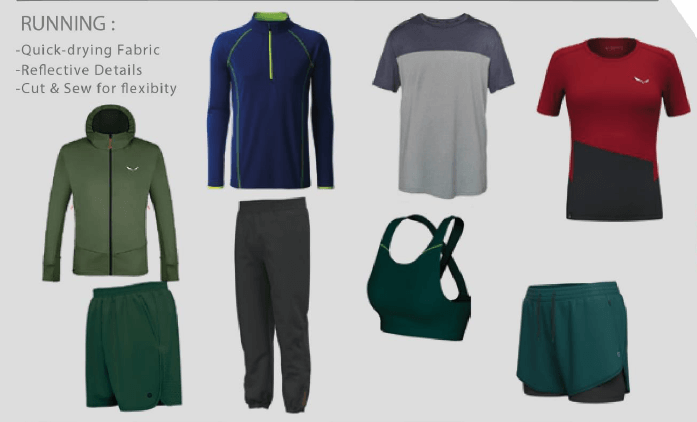 RUNNING :
-Quick-drying Fabric
-Reflective Details
-Cut & Sew for flexibity